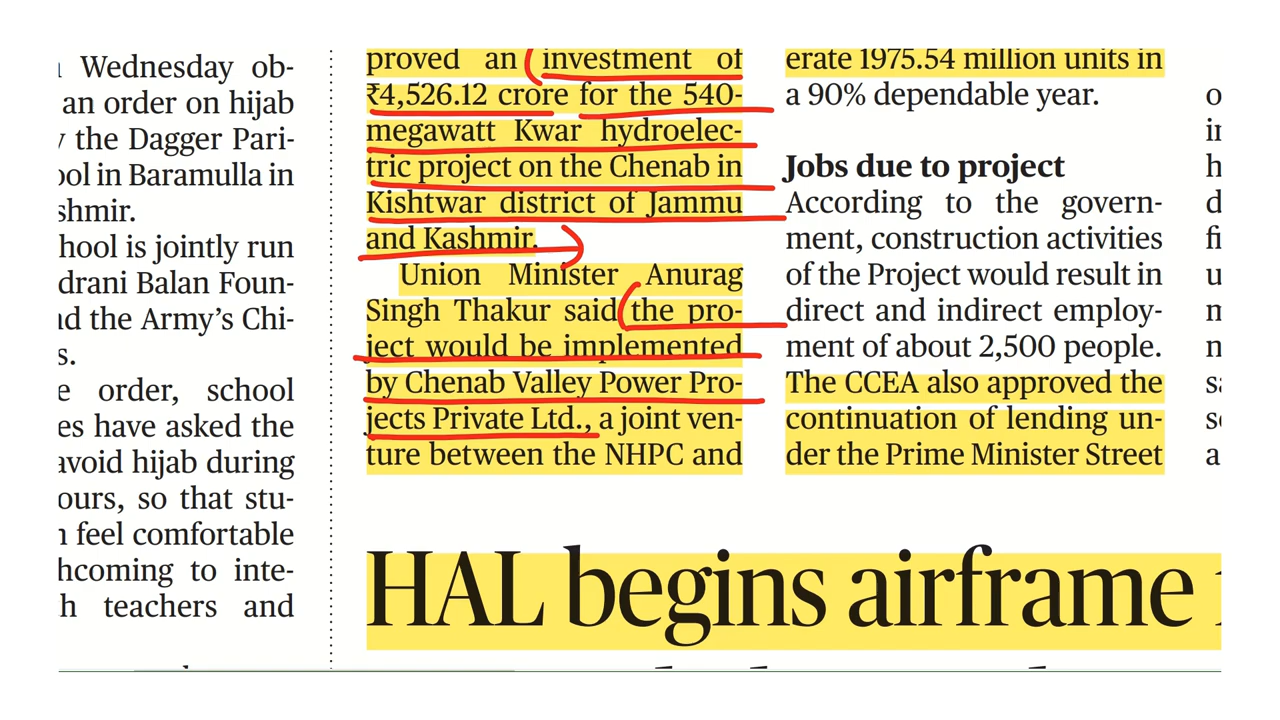 Wednesday ob-
an order on hijab
the Dagger Pari-
in Baramulla in
is jointly run
Balan Foun-
the Army’s Chi-
order, school
have asked the
avoid hijab during
so that stu-
feel comfortable
to inte-
teachers and
proved an investment of
₹4,526.12 crore for the 540-
megawatt Kwar hydroelec-
tric project on the Chenab in
Kishtwar district of Jammu
and Kashmir.
Union Minister Anurag
Singh Thakur said the pro-
ject would be implemented
by Chenab Valley Power Pro-
jects Private Ltd., a joint ven-
ture between the NHPC and
erate 1975.54 million units in
a 90% dependable year.
Jobs due to project
According to the govern-
ment, construction activities
of the Project would result in
direct and indirect employ-
ment of about 2,500 people.
The CCEA also approved the
continuation of lending un-
der the Prime Minister Street
HAL begins airframe